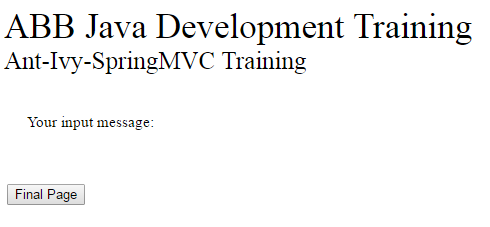 ABB Java Development Training
Ant-Ivy-SpringMVC Training
Your input message:
Final Page